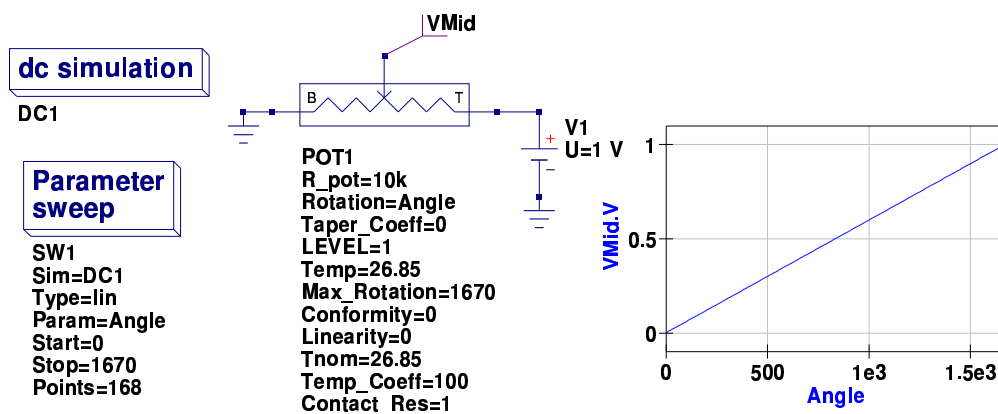 VMid
dc simulation
DC1
B
T
V1
U=1 V
+
-
Parameter
sweep
SW1
Sim=DC1
Type=lin
Param=Angle
Start=0
Stop=1670
Points=168
POT1
R_pot=10k
Rotation=Angle
Taper_Coeff=0
LEVEL=1
Temp=26.85
Max_Rotation=1670
Conformity=0
Linearity=0
Tnom=26.85
Temp_Coeff=100
Contact_Res=1
VMid.V
1
0.5
0
0 500 1e3 1.5e3
Angle